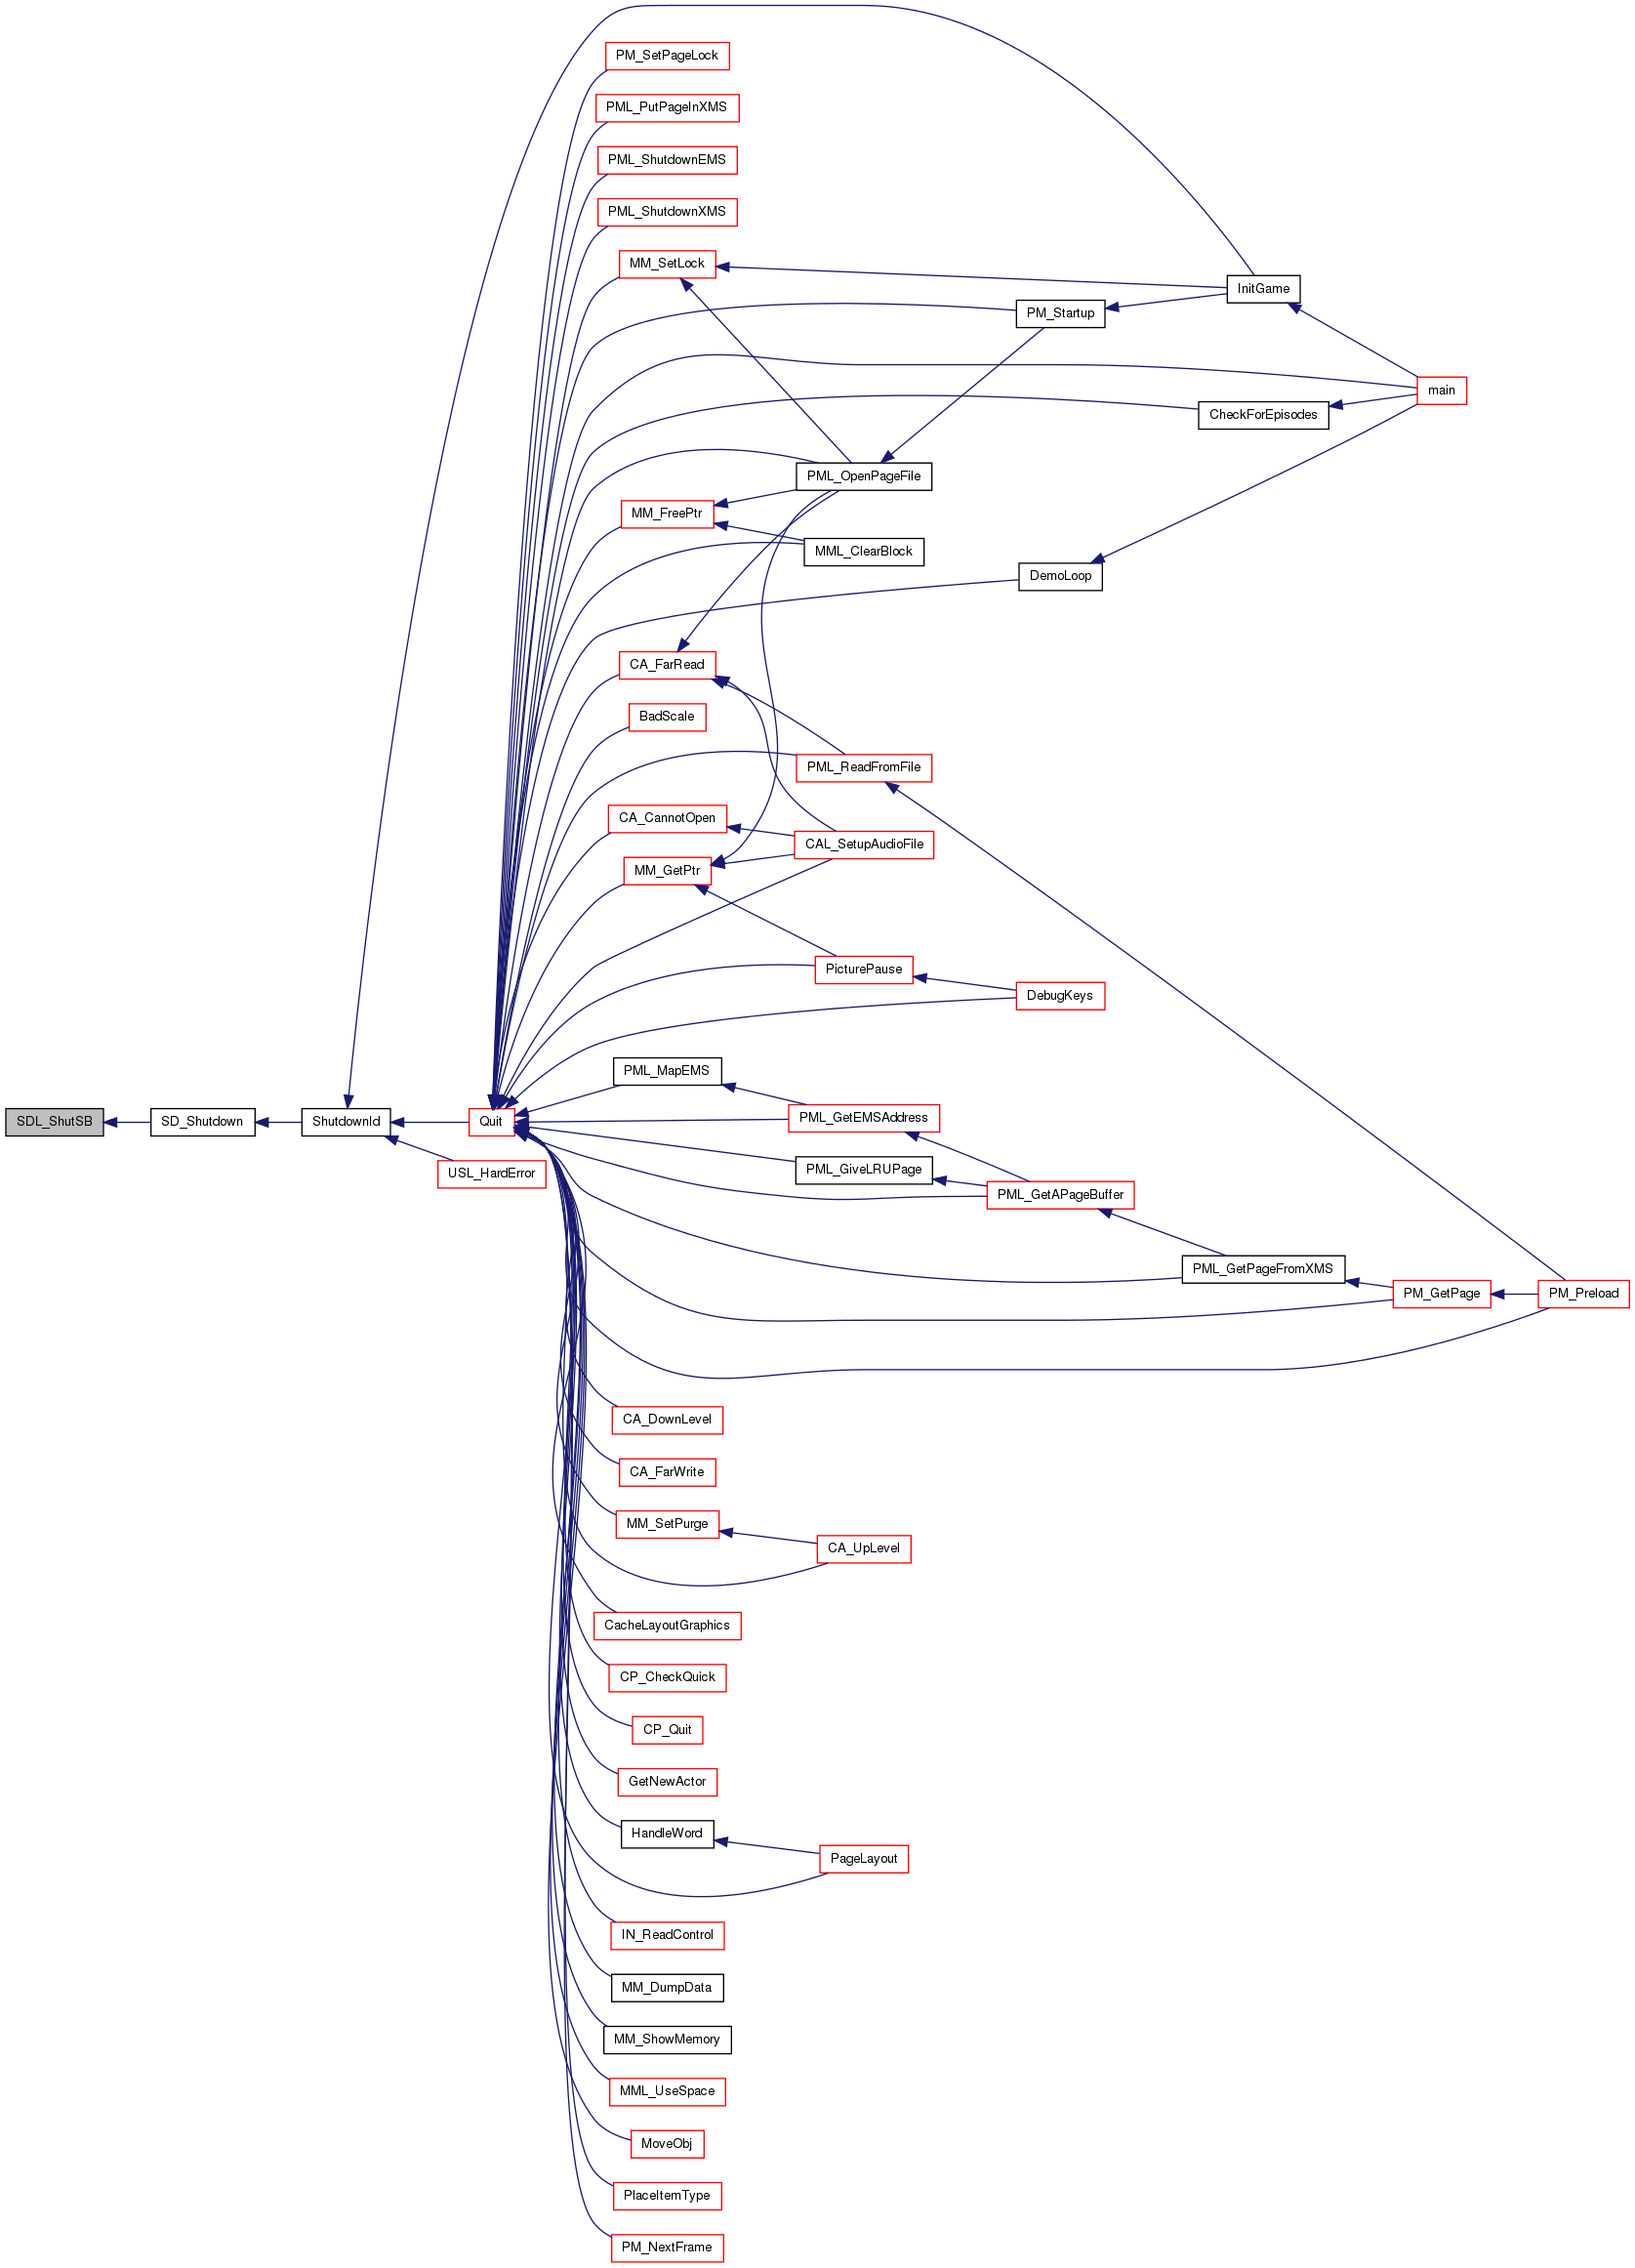 PM_SetPageLock
PML_PutPageInXMS
PML_ShutdownEMS
PML_ShutdownXMS
MM_SetLock
InitGame
PM_Startup
main
CheckForEpisodes
PML_OpenPageFile
MM_FreePtr
MML_ClearBlock
DemoLoop
CA_FarRead
BadScale
PML_ReadFromFile
CA_CannotOpen
CAL_SetupAudioFile
MM_GetPtr
PicturePause
DebugKeys
PML_MapEMS
SDL_ShutSB
SD_Shutdown
ShutdownId
Quit
PML_GetEMSAddress
USL_HardError
PML_GiveLRUPage
PML_GetAPageBuffer
PML_GetPageFromXMS
PM_GetPage
PM_Preload
CA_DownLevel
CA_FarWrite
MM_SetPurge
CA_UpLevel
CacheLayoutGraphics
CP_CheckQuick
CP_Quit
GetNewActor
HandleWord
PageLayout
IN_ReadControl
MM_DumpData
MM_ShowMemory
MML_UseSpace
MoveObj
PlaceItemType
PM_NextFrame